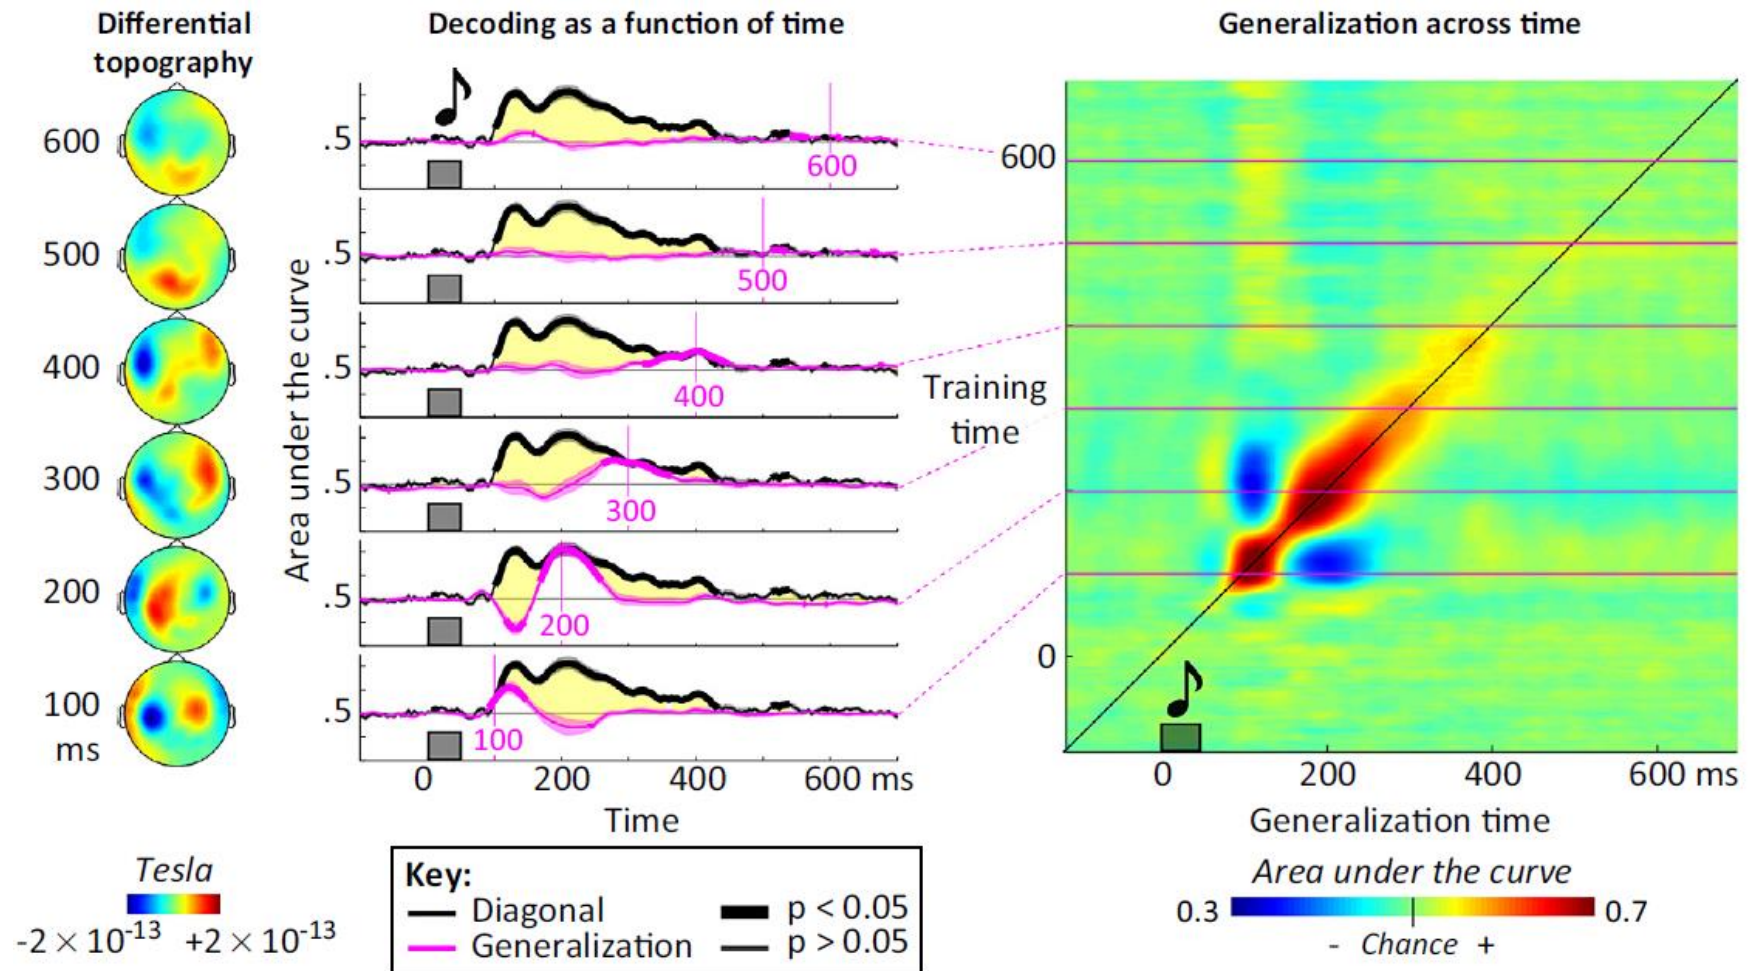 Differential
topography
Decoding as a function of time
Generalization across time
600
500
400
300
200
100
ms
Area under the curve
.5
600
.5
500
.5
400
.5
300
.5
200
.5
100
0 200 400 600 ms
Time
600
Training
time
0
0 200 400 600 ms
Generalization time
Tesla
-2 × 10-13 +2 × 10-13
Key:
Diagonal
Generalization
p < 0.05
p > 0.05
Area under the curve
0.3 0.7
- Chance +